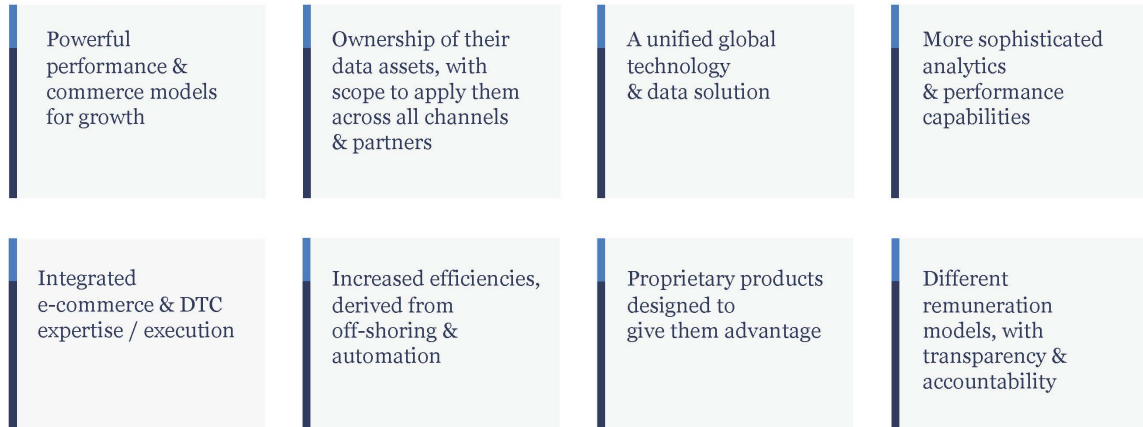 Powerful
performance &
commerce models
for growth
Ownership of their
data assets, with
scope to apply them
across all channels
& partners
A unified global
technology
& data solution
More sophisticated
analytics
& performance
capabilities
Integrated
e-commerce & DTC
expertise / execution
Increased efficiencies,
derived from
off-shoring &
automation
Proprietary products
designed to
give them advantage
Different
remuneration
models, with
transparency &
accountability